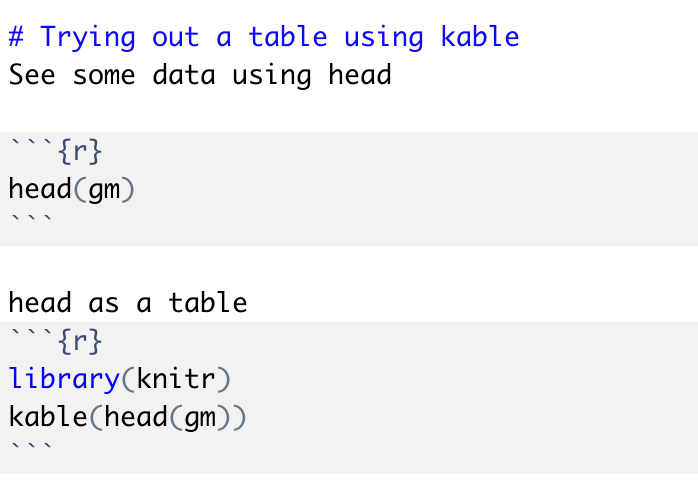 # Trying out a table using kable
See some data using head
```{r}
head(gm)
```
head as a table
```{r}
library(knitr)
kable(head(gm))
```